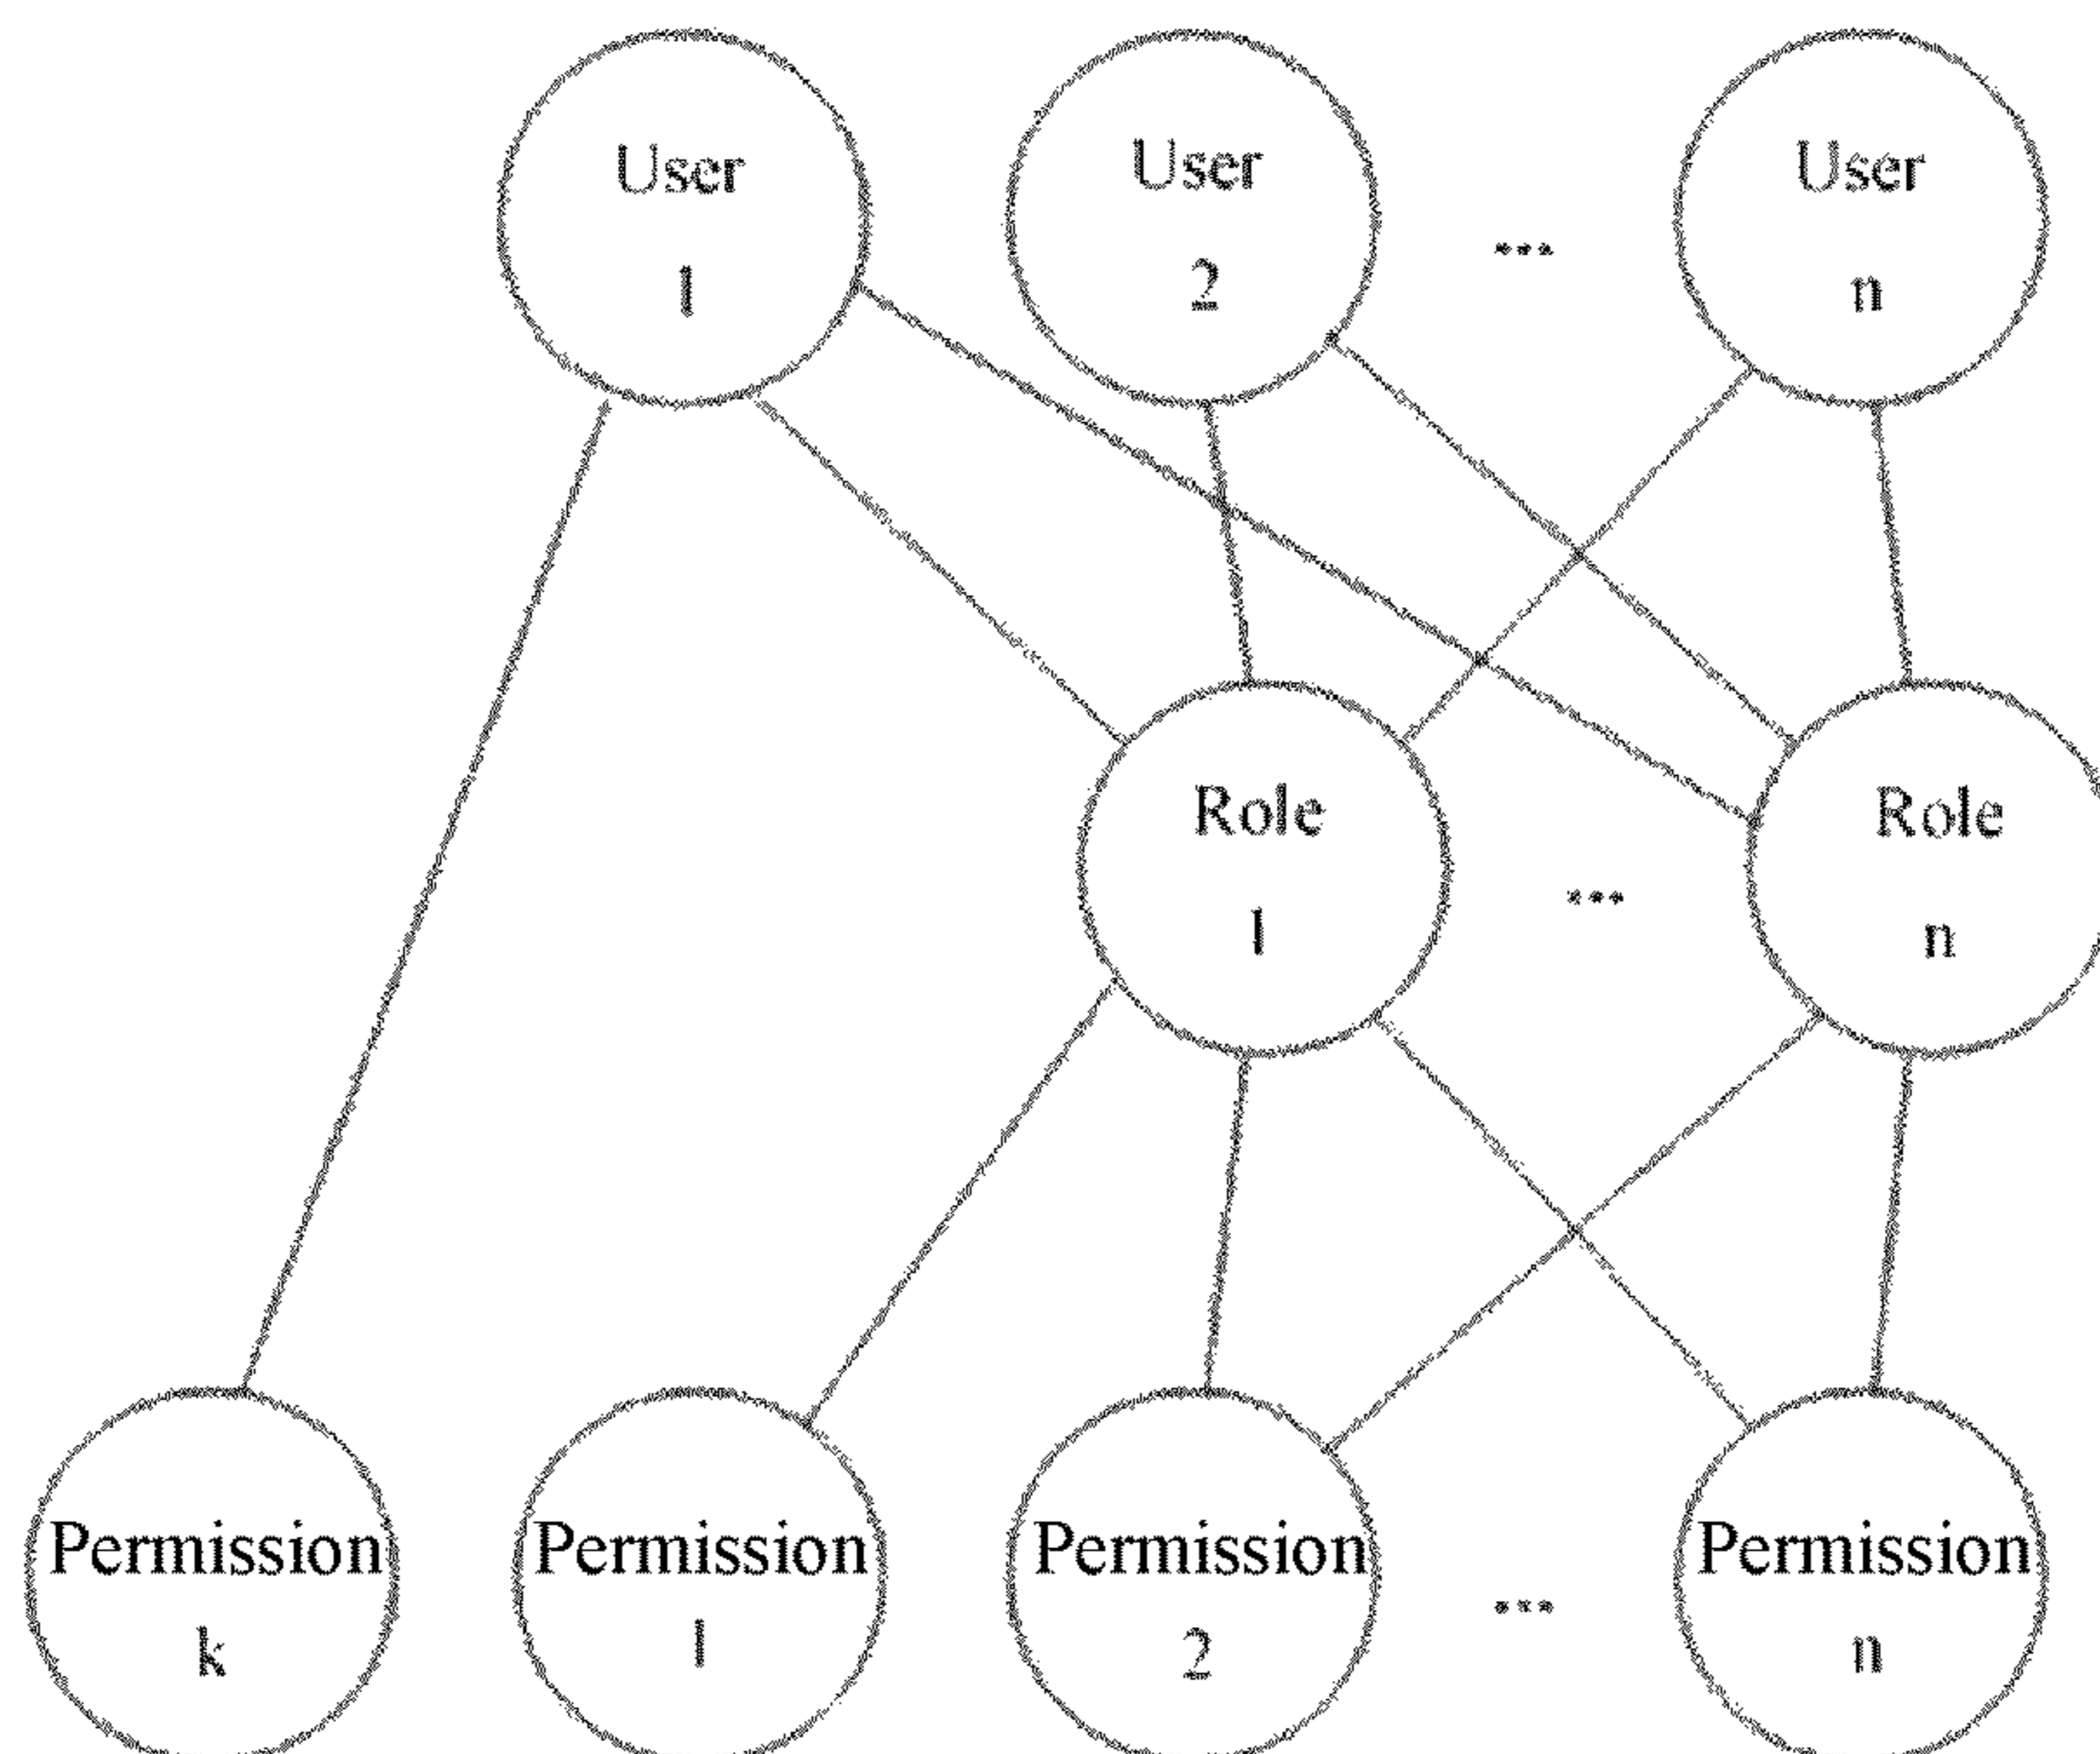 User
1
User
2
...
User
n
Role
1
...
Role
n
Permission
k
Permission
1
Permission
2
...
Permission
n